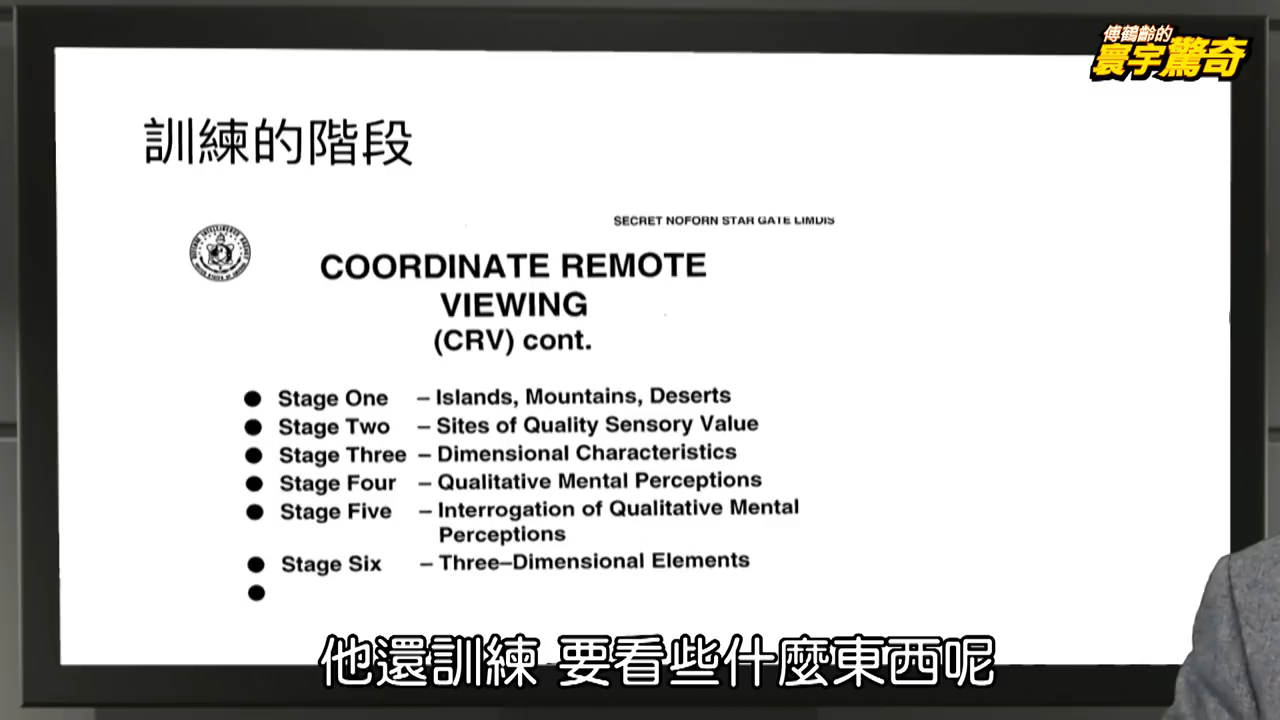 傅鶴齡的
寰宇驚奇
訓練的階段
SECRET NOFORN STAR GATE LIMDIS
COORDINATE REMOTE
VIEWING
(CRV) cont.
● Stage One – Islands, Mountains, Deserts
● Stage Two – Sites of Quality Sensory Value
● Stage Three – Dimensional Characteristics
● Stage Four – Qualitative Mental Perceptions
● Stage Five – Interrogation of Qualitative Mental
Perceptions
● Stage Six – Three–Dimensional Elements
●
他還訓練 要看些什麼東西呢